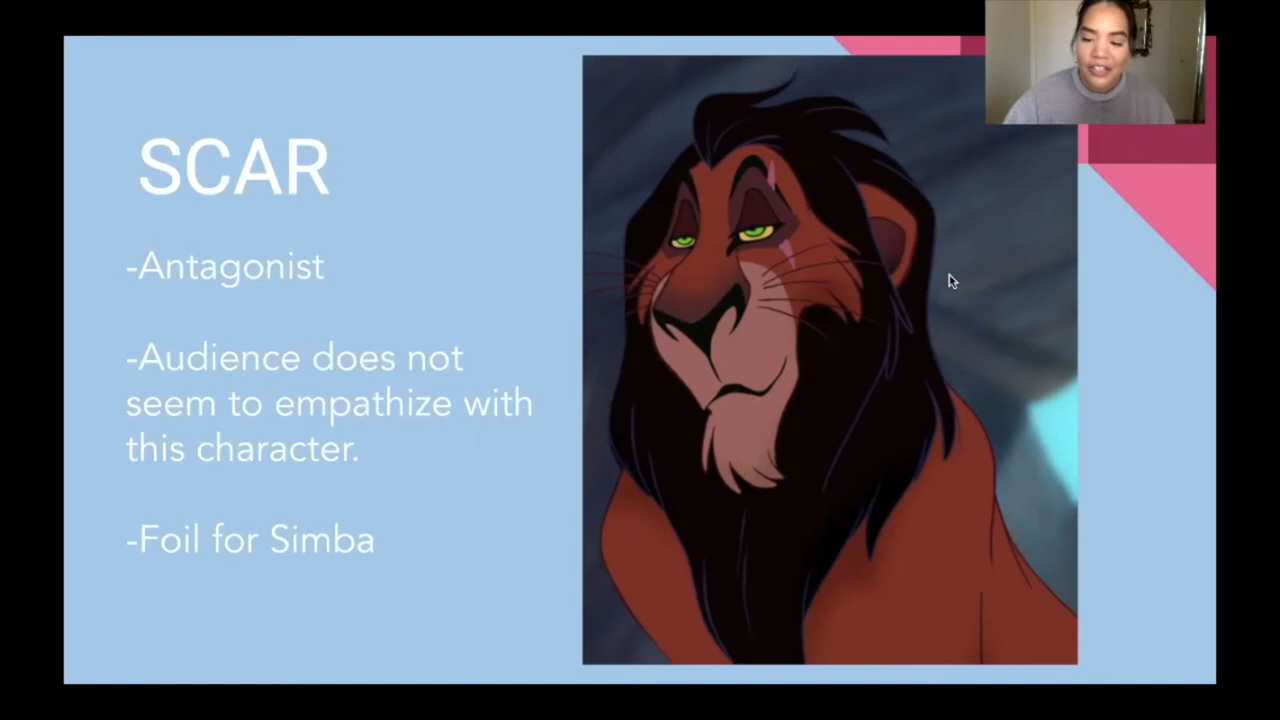 SCAR
-Antagonist
-Audience does not
seem to empathize with
this character.
-Foil for Simba